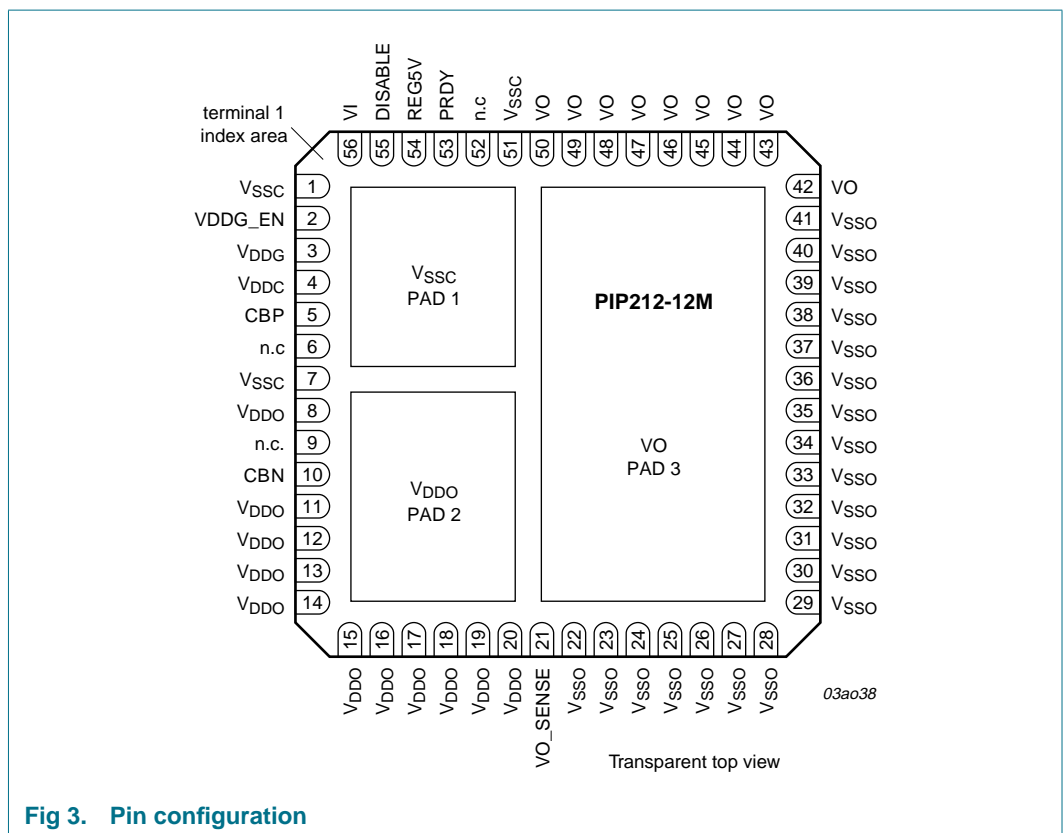 VI
DISABLE
REG5V
PRDY
n.c
VSSC
VO
VO
VO
VO
VO
VO
VO
VO
terminal 1
index area
56
55
54
53
52
51
50
49
48
47
46
45
44
43
VSSC 1
VDDG_EN 2
VDDG 3
VDDC 4
CBP 5
n.c 6
VSSC 7
VDDO 8
n.c. 9
CBN 10
VDDO 11
VDDO 12
VDDO 13
VDDO 14
VSSC
PAD 1
VDDO
PAD 2
PIP212-12M
VO
PAD 3
42 VO
41 VSSO
40 VSSO
39 VSSO
38 VSSO
37 VSSO
36 VSSO
35 VSSO
34 VSSO
33 VSSO
32 VSSO
31 VSSO
30 VSSO
29 VSSO
15
16
17
18
19
20
21
22
23
24
25
26
27
28
VDDO
VDDO
VDDO
VDDO
VDDO
VDDO
VO_SENSE
VSSO
VSSO
VSSO
VSSO
VSSO
VSSO
VSSO
03ao38
Transparent top view
Fig 3. Pin configuration